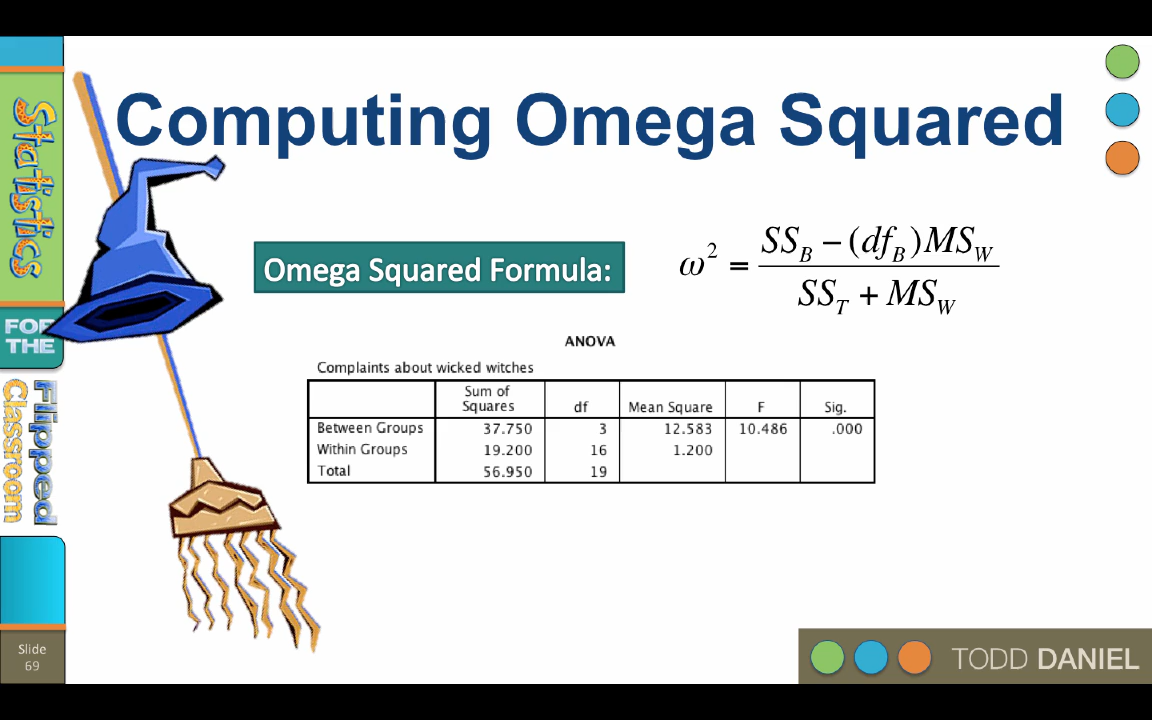 Computing Omega Squared
Statistics
FOR
THE
Flipped
Classroom
Omega Squared Formula:
ω² = (SS_B – (df_B)MS_W) / (SS_T + MS_W)
ANOVA
Complaints about wicked witches
Sum of Squares df Mean Square F Sig.
Between Groups 37.750 3 12.583 10.486 .000
Within Groups 19.200 16 1.200
Total 56.950 19
Slide
69
TODD DANIEL